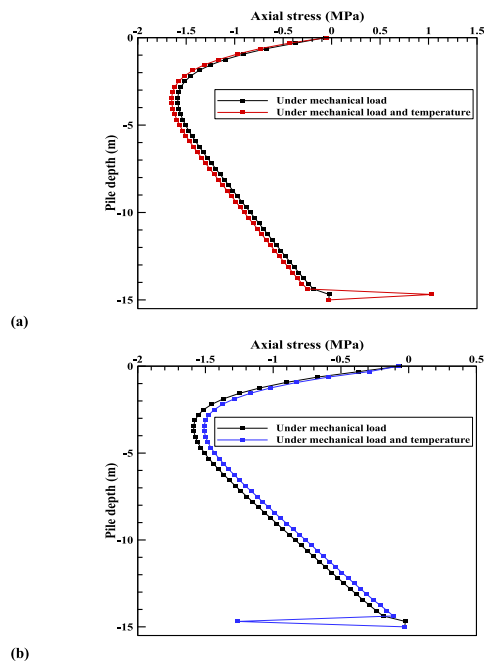 Axial stress (MPa)
-2 -1.5 -1 -0.5 0 0.5 1 1.5
0
-5
-10
-15
Pile depth (m)
Under mechanical load
Under mechanical load and temperature
(a)
Axial stress (MPa)
-2 -1.5 -1 -0.5 0 0.5
0
-5
-10
-15
Pile depth (m)
Under mechanical load
Under mechanical load and temperature
(b)